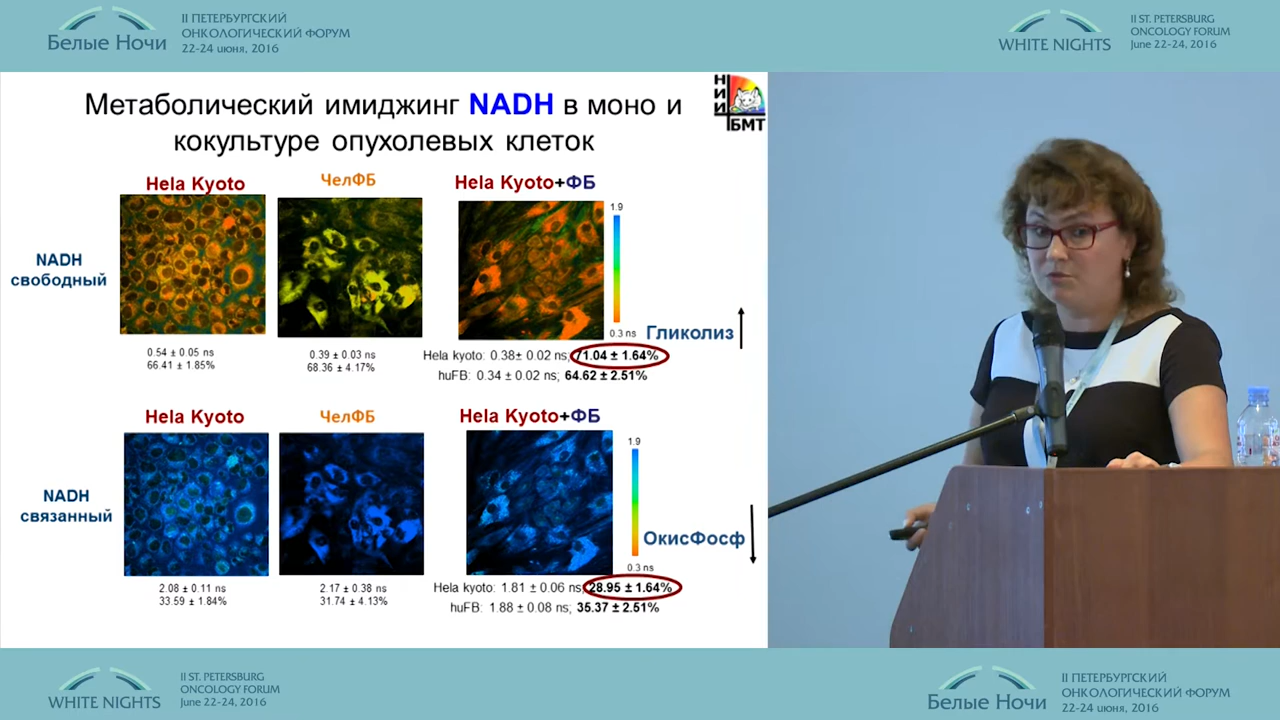 Белые Ночи
II ПЕТЕРБУРГСКИЙ
ОНКОЛОГИЧЕСКИЙ ФОРУМ
22-24 июня, 2016
WHITE NIGHTS
II ST. PETERSBURG
ONCOLOGY FORUM
June 22-24, 2016
Метаболический имиджинг NADH в моно и
кокультуре опухолевых клеток
НИИ
БМТ
Hela Kyoto
ЧелФБ
Hela Kyoto+ФБ
NADH
свободный
1.9
0.3 ns
Гликолиз
0.54 ± 0.05 ns
66.41 ± 1.85%
0.39 ± 0.03 ns
68.36 ± 4.17%
Hela kyoto: 0.38± 0.02 ns; 71.04 ± 1.64%
huFB: 0.34 ± 0.02 ns; 64.62 ± 2.51%
Hela Kyoto
ЧелФБ
Hela Kyoto+ФБ
NADH
связанный
1.9
0.3 ns
ОкисФосф
2.08 ± 0.11 ns
33.59 ± 1.84%
2.17 ± 0.38 ns
31.74 ± 4.13%
Hela kyoto: 1.81 ± 0.06 ns; 28.95 ± 1.64%
huFB: 1.88 ± 0.08 ns; 35.37 ± 2.51%
WHITE NIGHTS
II ST. PETERSBURG
ONCOLOGY FORUM
June 22-24, 2016
Белые Ночи
II ПЕТЕРБУРГСКИЙ
ОНКОЛОГИЧЕСКИЙ ФОРУМ
22-24 июня, 2016